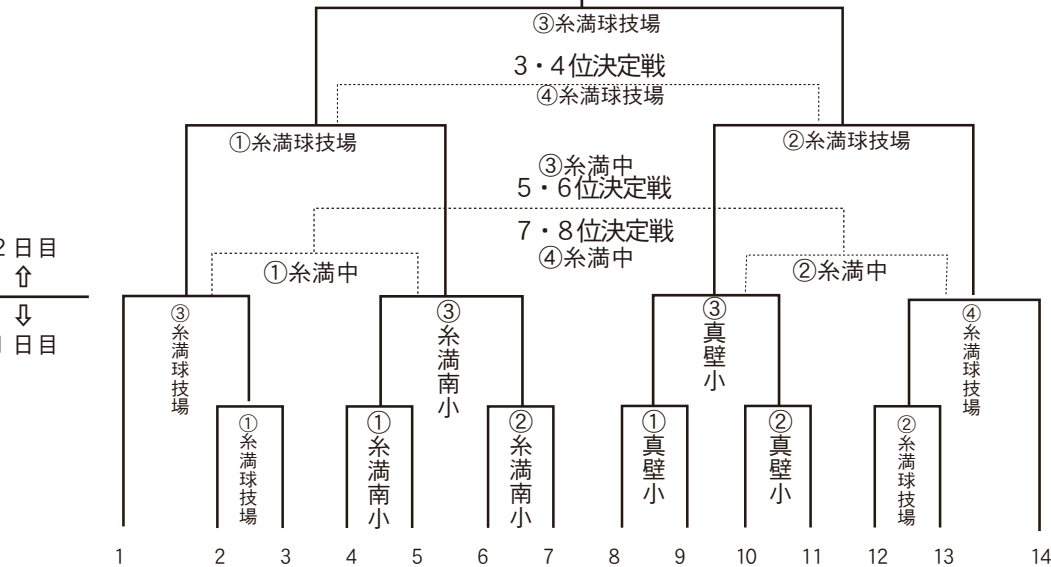 ③糸満球技場
3・4位決定戦
④糸満球技場
①糸満球技場
②糸満球技場
③糸満中
5・6位決定戦
7・8位決定戦
④糸満中
①糸満中
②糸満中
2日目
⇧
⇩
日目
③糸満球技場
③糸満南小
③真壁小
④糸満球技場
①糸満球技場
①糸満南小
②糸満南小
①真壁小
②真壁小
②糸満球技場
1 2 3 4 5 6 7 8 9 10 11 12 13 14